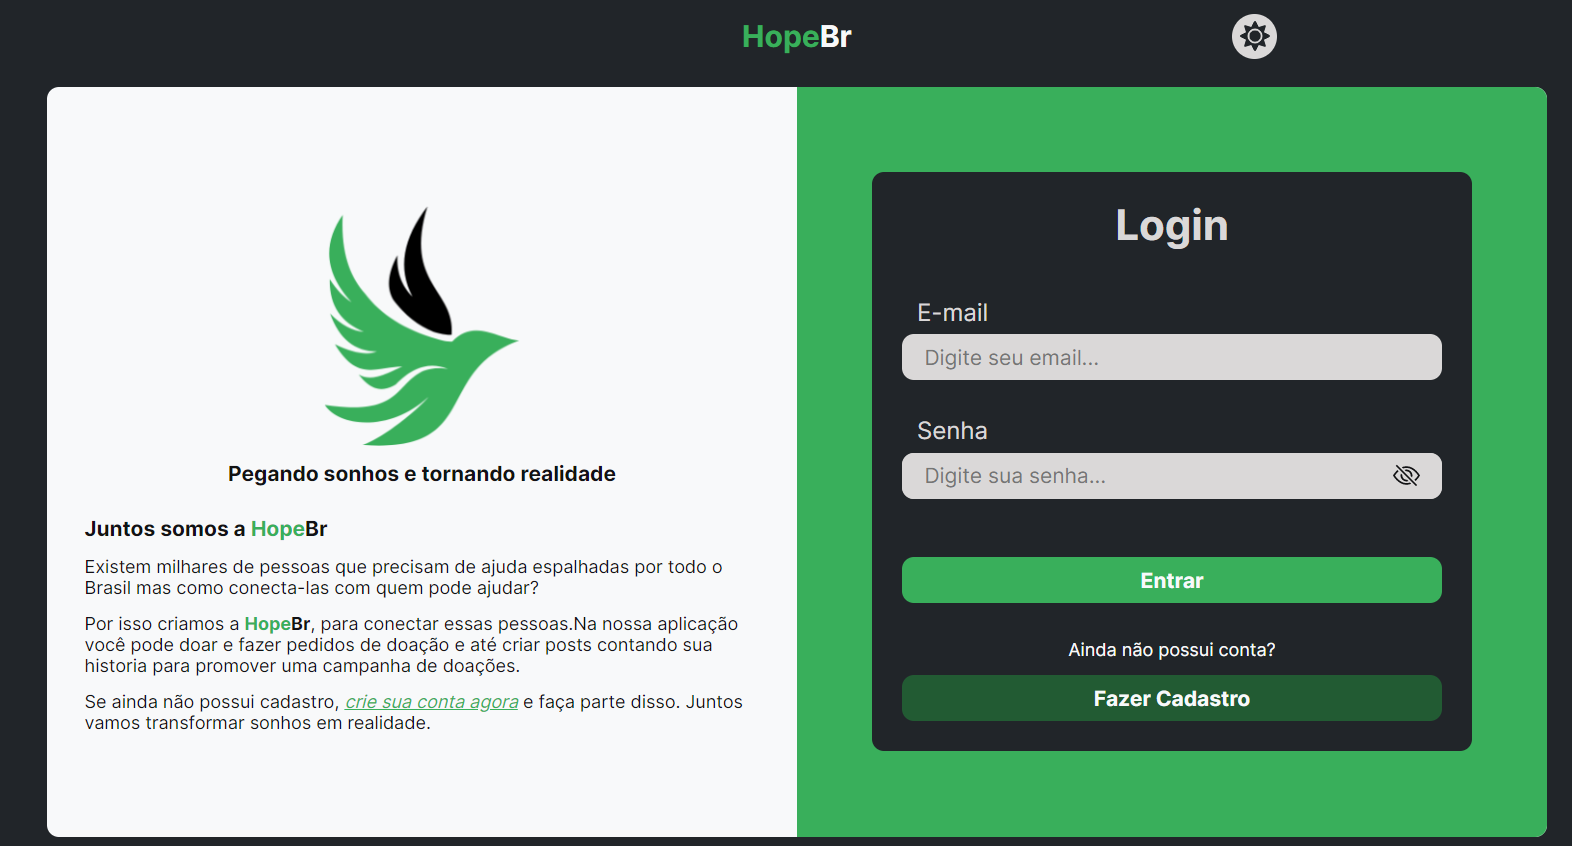 HopeBr
Pegando sonhos e tornando realidade
Juntos somos a HopeBr
Existem milhares de pessoas que precisam de ajuda espalhadas por todo o
Brasil mas como conecta-las com quem pode ajudar?
Por isso criamos a HopeBr, para conectar essas pessoas.Na nossa aplicação
você pode doar e fazer pedidos de doação e até criar posts contando sua
historia para promover uma campanha de doações.
Se ainda não possui cadastro, crie sua conta agora e faça parte disso. Juntos
vamos transformar sonhos em realidade.
Login
E-mail
Digite seu email...
Senha
Digite sua senha...
Entrar
Ainda não possui conta?
Fazer Cadastro